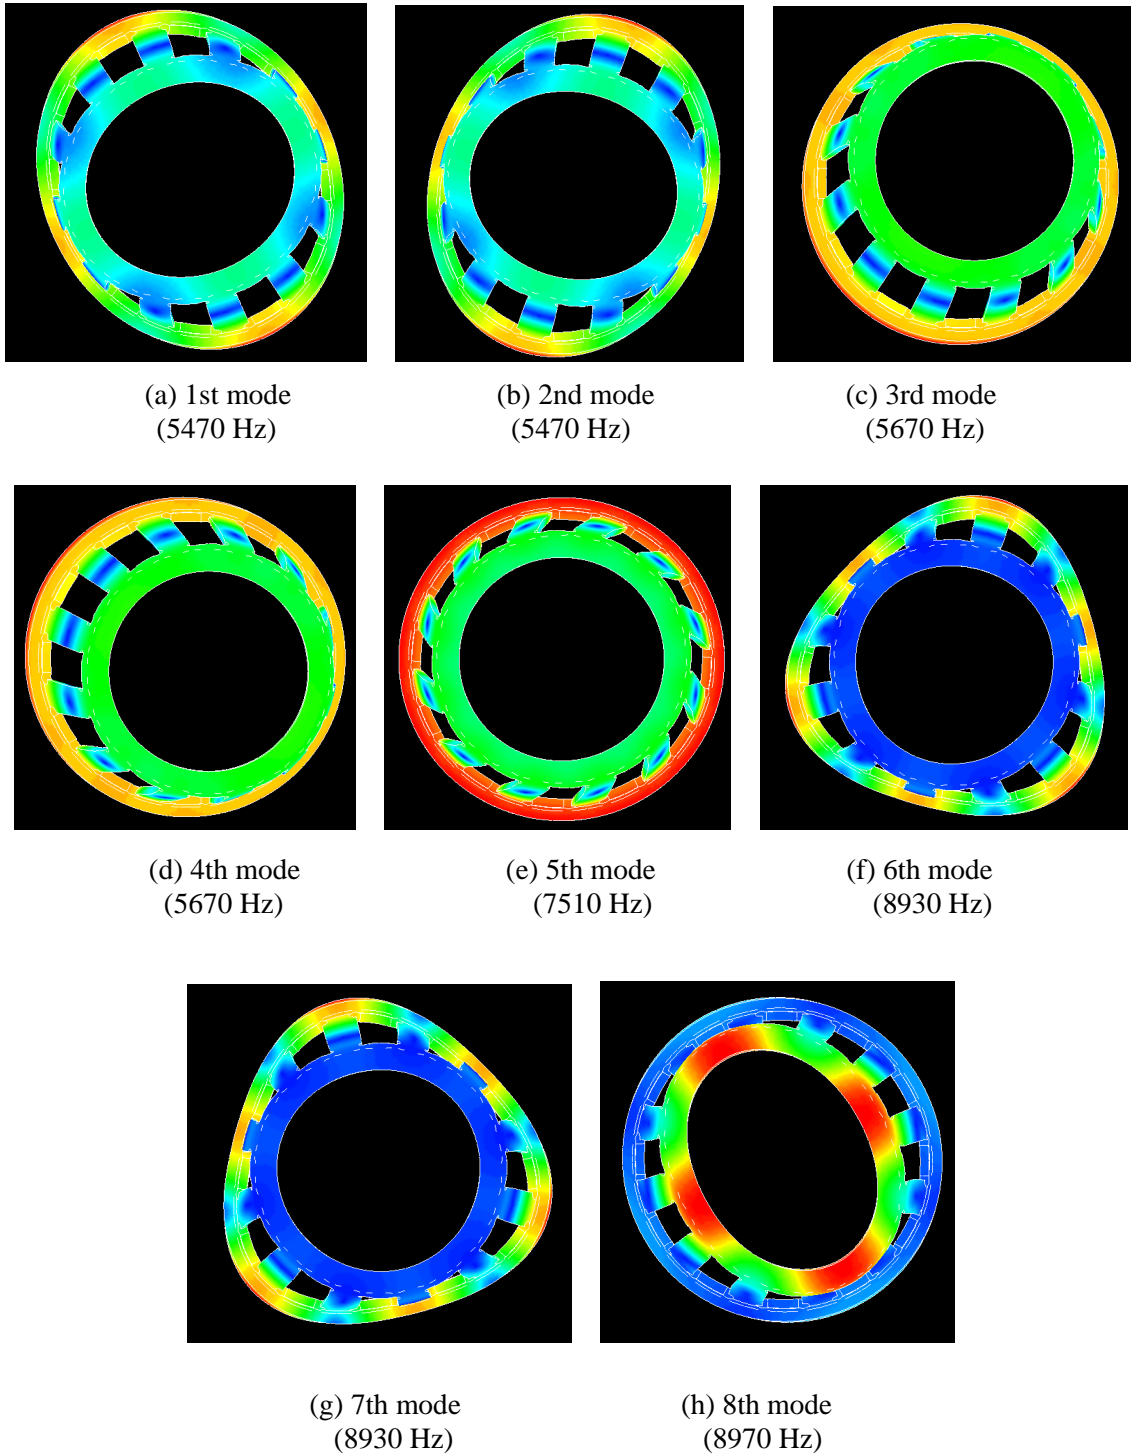 (a) 1st mode
(5470 Hz)
(b) 2nd mode
(5470 Hz)
(c) 3rd mode
(5670 Hz)
(d) 4th mode
(5670 Hz)
(e) 5th mode
(7510 Hz)
(f) 6th mode
(8930 Hz)
(g) 7th mode
(8930 Hz)
(h) 8th mode
(8970 Hz)